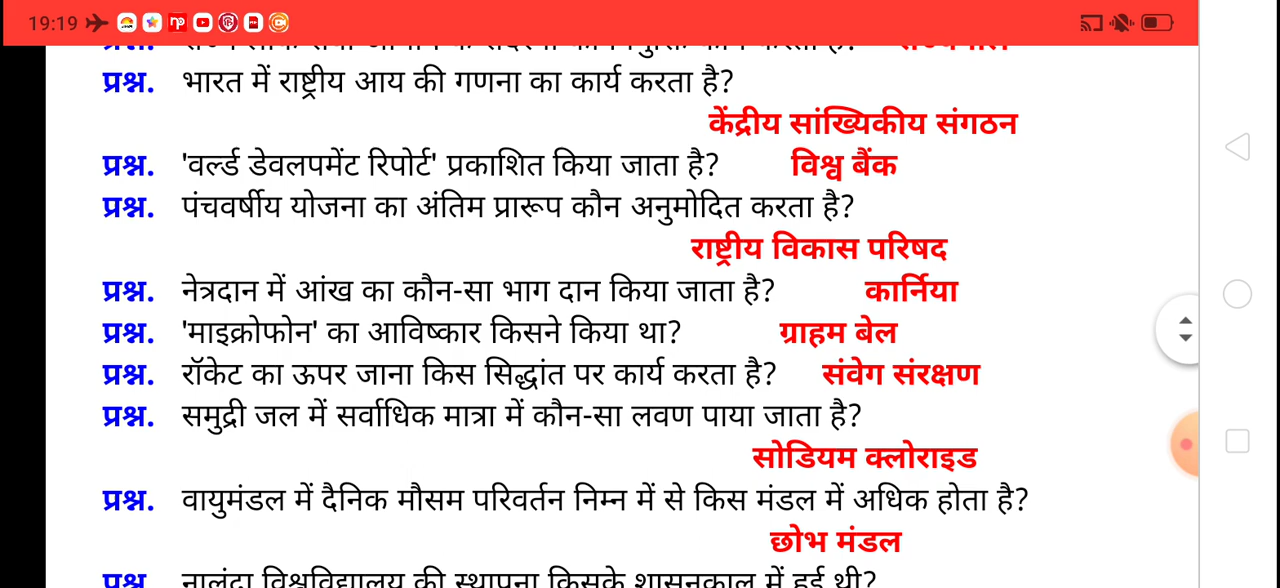 19:19
प्रश्न. भारत में राष्ट्रीय आय की गणना का कार्य करता है?
केंद्रीय सांख्यिकीय संगठन
प्रश्न. 'वर्ल्ड डेवलपमेंट रिपोर्ट' प्रकाशित किया जाता है? विश्व बैंक
प्रश्न. पंचवर्षीय योजना का अंतिम प्रारूप कौन अनुमोदित करता है?
राष्ट्रीय विकास परिषद
प्रश्न. नेत्रदान में आंख का कौन-सा भाग दान किया जाता है? कार्निया
प्रश्न. 'माइक्रोफोन' का आविष्कार किसने किया था? ग्राहम बेल
प्रश्न. रॉकेट का ऊपर जाना किस सिद्धांत पर कार्य करता है? संवेग संरक्षण
प्रश्न. समुद्री जल में सर्वाधिक मात्रा में कौन-सा लवण पाया जाता है?
सोडियम क्लोराइड
प्रश्न. वायुमंडल में दैनिक मौसम परिवर्तन निम्न में से किस मंडल में अधिक होता है?
छोभ मंडल
प्रश्न नालंदा विश्वविद्यालय की स्थापना किसके शासनकाल में हुई थी?